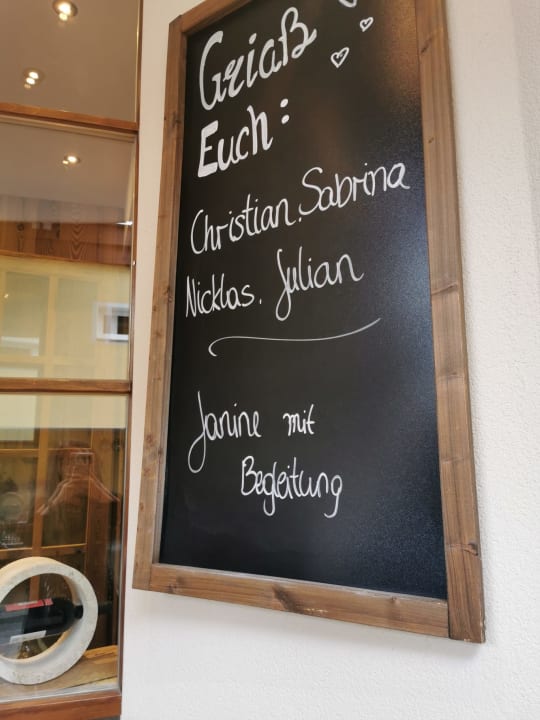 Griaß
Euch:
Christian, Sabrina
Nicklas, Julian
Janine mit
Begleitung